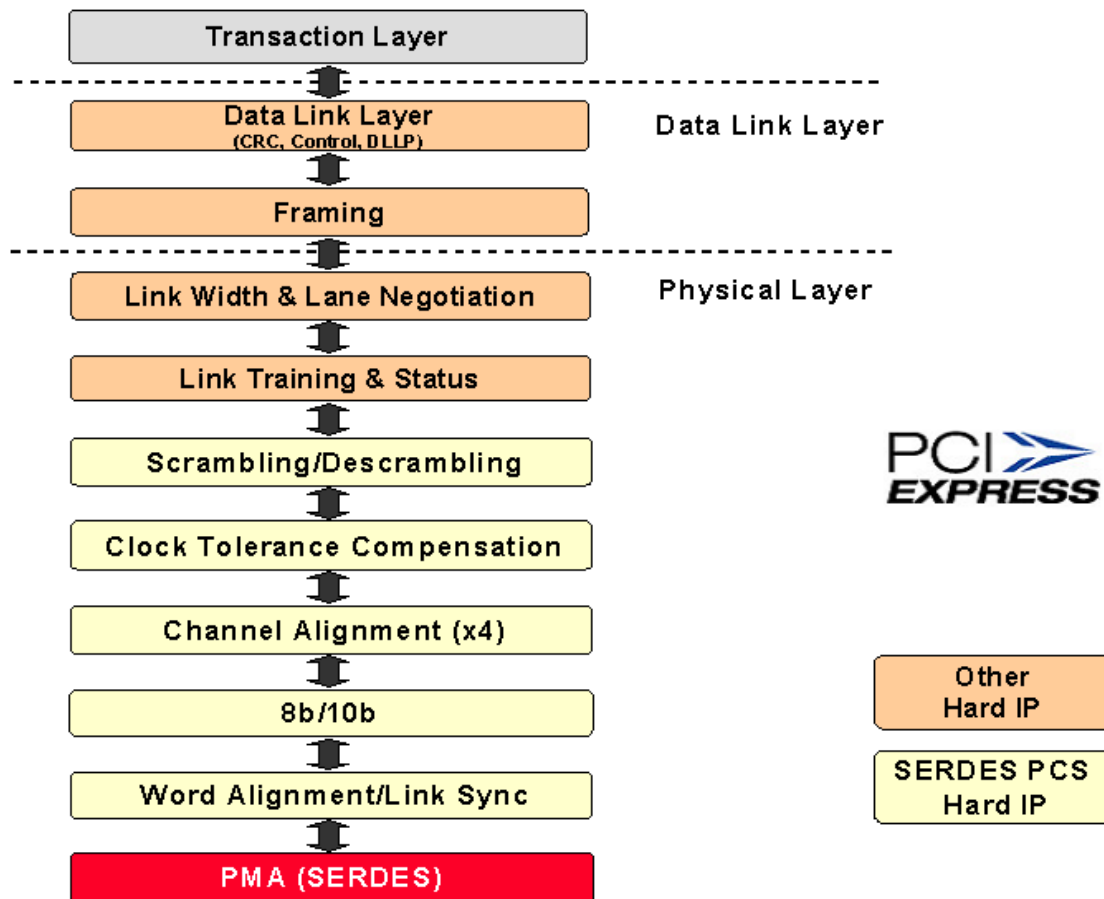 Transaction Layer
Data Link Layer
(CRC, Control, DLLP)
Data Link Layer
Framing
Link Width & Lane Negotiation
Physical Layer
Link Training & Status
Scrambling/Descrambling
PCI
EXPRESS
Clock Tolerance Compensation
Channel Alignment (x4)
Other
Hard IP
8b/10b
SERDES PCS
Hard IP
Word Alignment/Link Sync
PMA (SERDES)